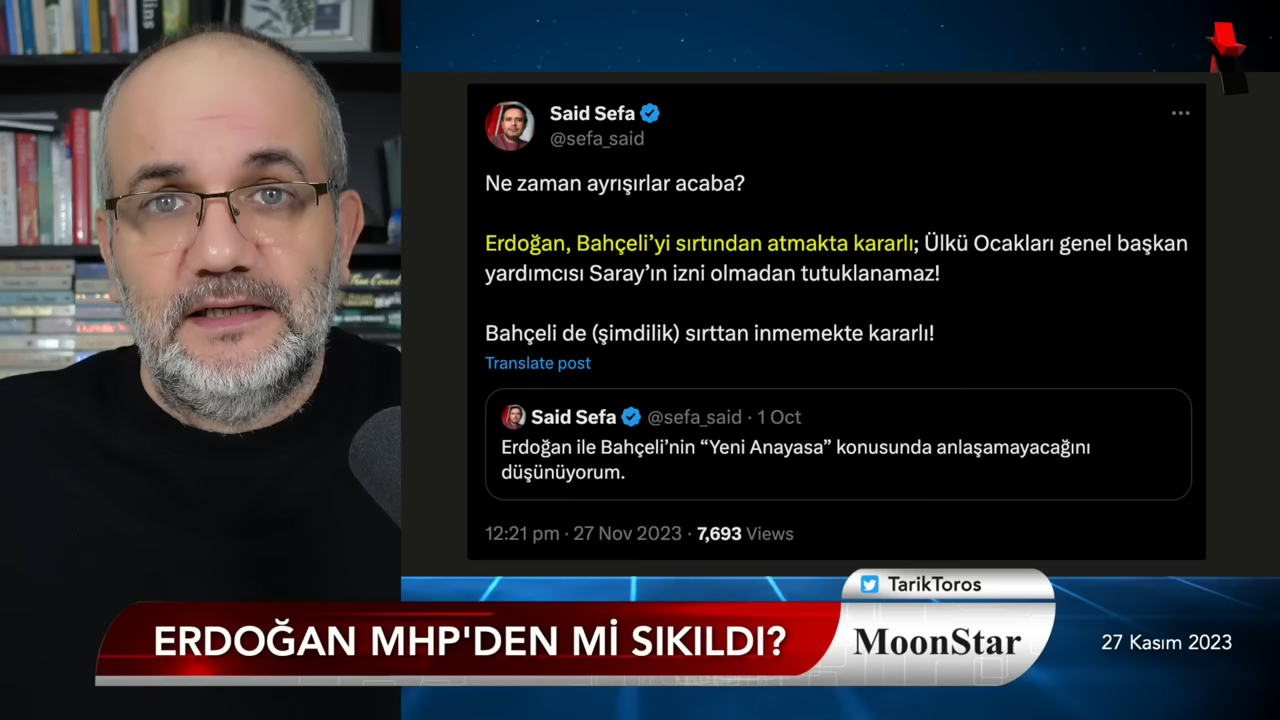 Said Sefa
@sefa_said
Ne zaman ayrışırlar acaba?
Erdoğan, Bahçeli’yi sırtından atmakta kararlı; Ülkü Ocakları genel başkan
yardımcısı Saray’ın izni olmadan tutuklanamaz!
Bahçeli de (şimdilik) sırttan inmemekte kararlı!
Translate post
Said Sefa @sefa_said · 1 Oct
Erdoğan ile Bahçeli’nin “Yeni Anayasa” konusunda anlaşamayacağını
düşünüyorum.
12:21 pm · 27 Nov 2023 · 7,693 Views
TarikToros
ERDOĞAN MHP'DEN Mİ SIKILDI?
MoonStar
27 Kasım 2023